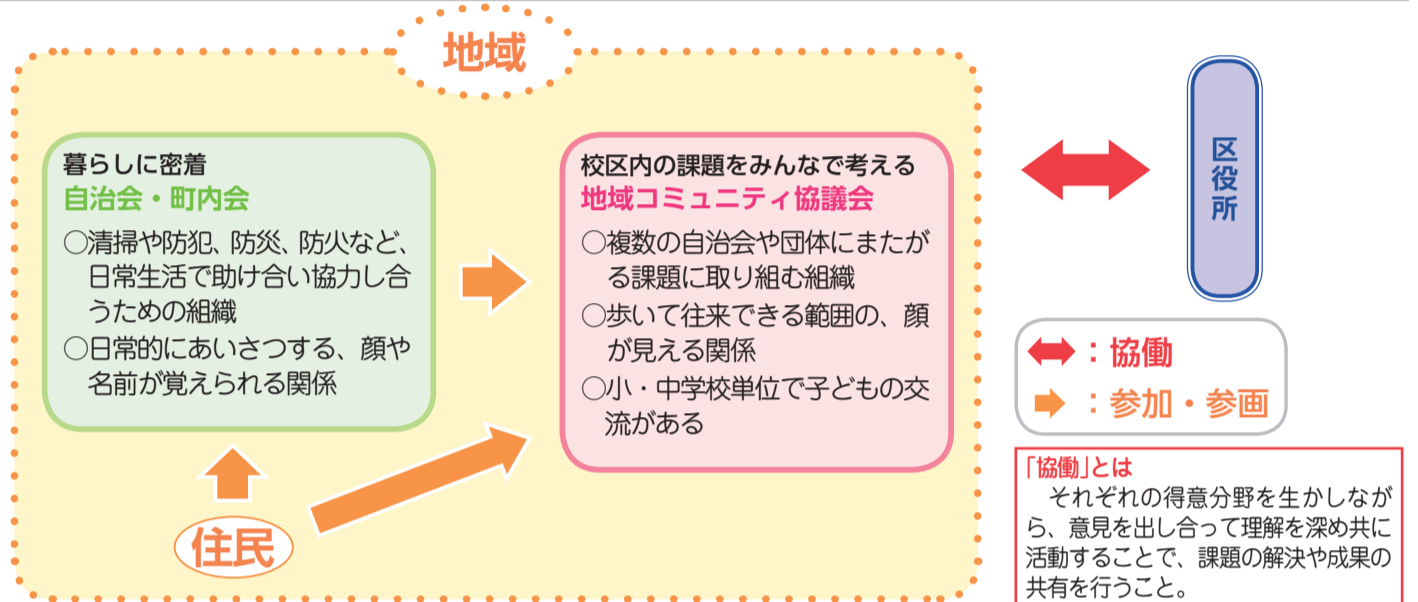 地域
暮らしに密着
自治会・町内会
○清掃や防犯、防災、防火など、
日常生活で助け合い協力し合
うための組織
○日常的にあいさつする、顔や
名前が覚えられる関係
校区内の課題をみんなで考える
地域コミュニティ協議会
○複数の自治会や団体にまたが
る課題に取り組む組織
○歩いて往来できる範囲の、顔
が見える関係
○小・中学校単位で子どもの交
流がある
住民
区役所
：協働
：参加・参画
「協働」とは
それぞれの得意分野を生かしなが
ら、意見を出し合って理解を深め共に
活動することで、課題の解決や成果の
共有を行うこと。